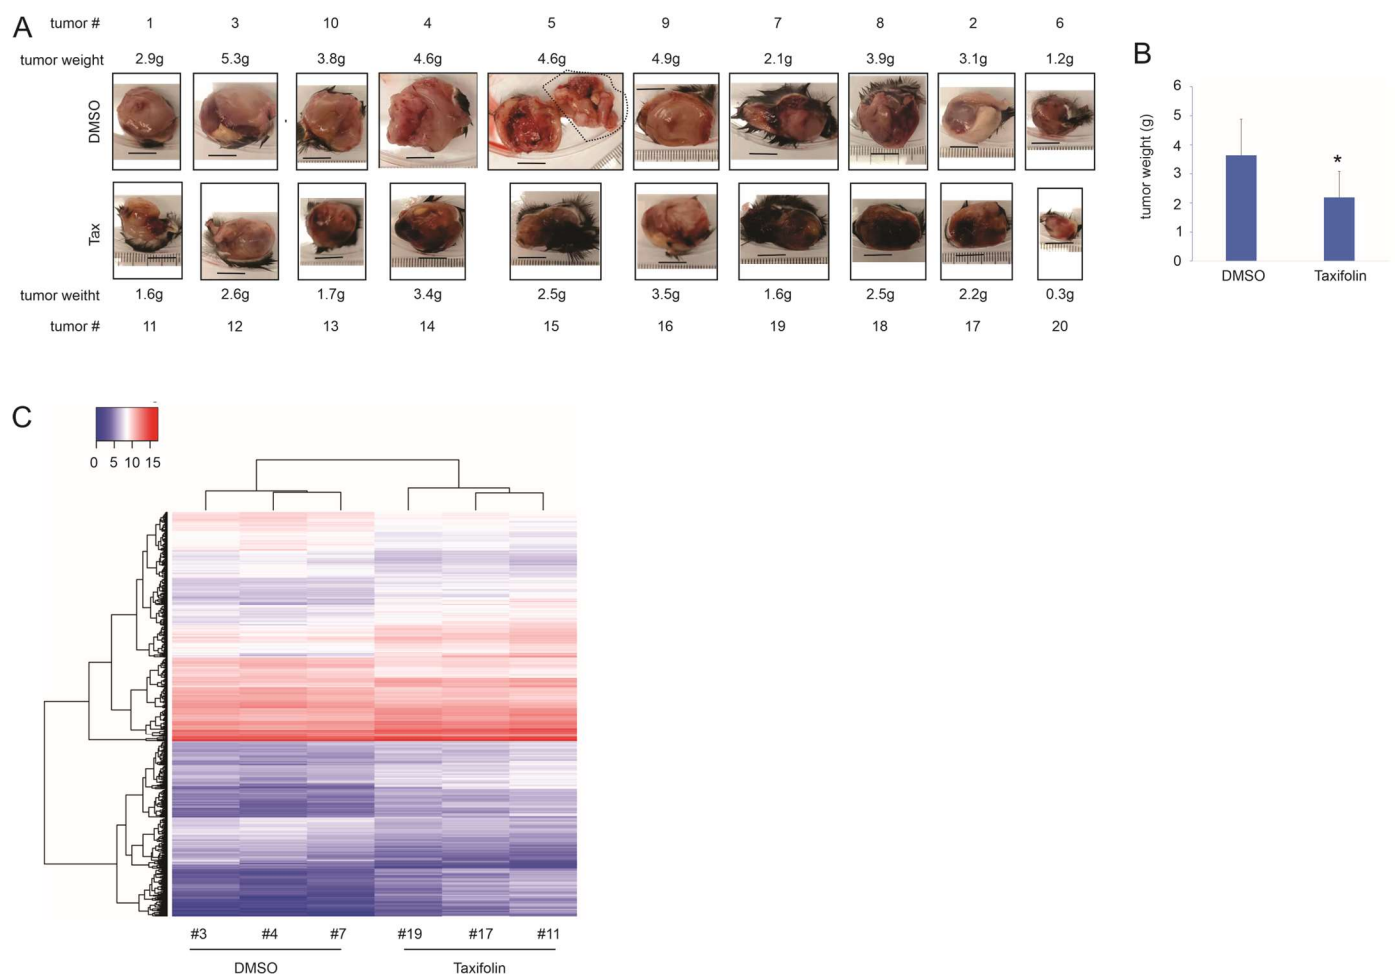 A
tumor # 1 3 10 4 5 9 7 8 2 6
tumor weight 2.9g 5.3g 3.8g 4.6g 4.6g 4.9g 2.1g 3.9g 3.1g 1.2g
DMSO
Tax
tumor weitht 1.6g 2.6g 1.7g 3.4g 2.5g 3.5g 1.6g 2.5g 2.2g 0.3g
tumor # 11 12 13 14 15 16 19 18 17 20
B
tumor weight (g)
6
5
4
3
2
1
0
*
DMSO Taxifolin
C
0 5 10 15
#3 #4 #7 #19 #17 #11
DMSO Taxifolin